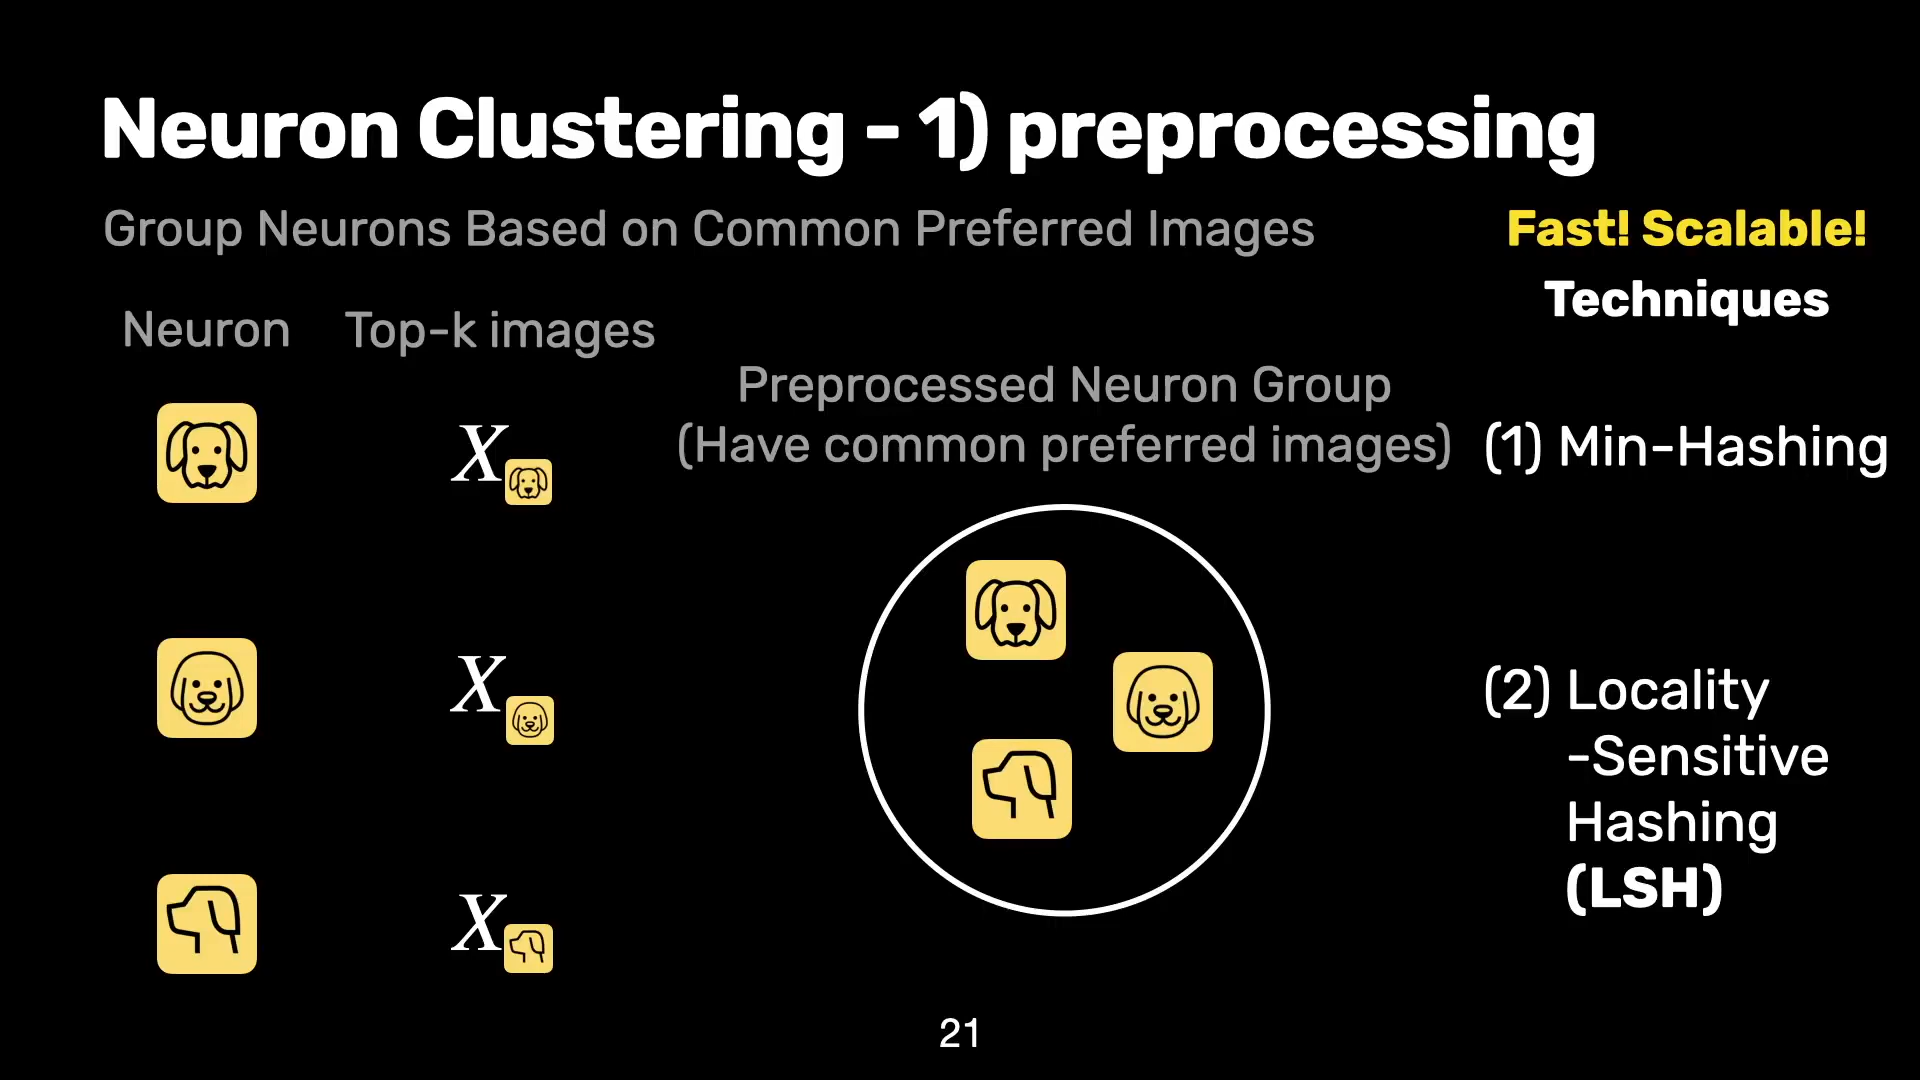 Neuron Clustering - 1) preprocessing
Group Neurons Based on Common Preferred Images
Fast! Scalable!
Techniques
Neuron
Top-k images
Preprocessed Neuron Group
(Have common preferred images)
X
X
X
(1) Min-Hashing
(2) Locality
-Sensitive
Hashing
(LSH)
21